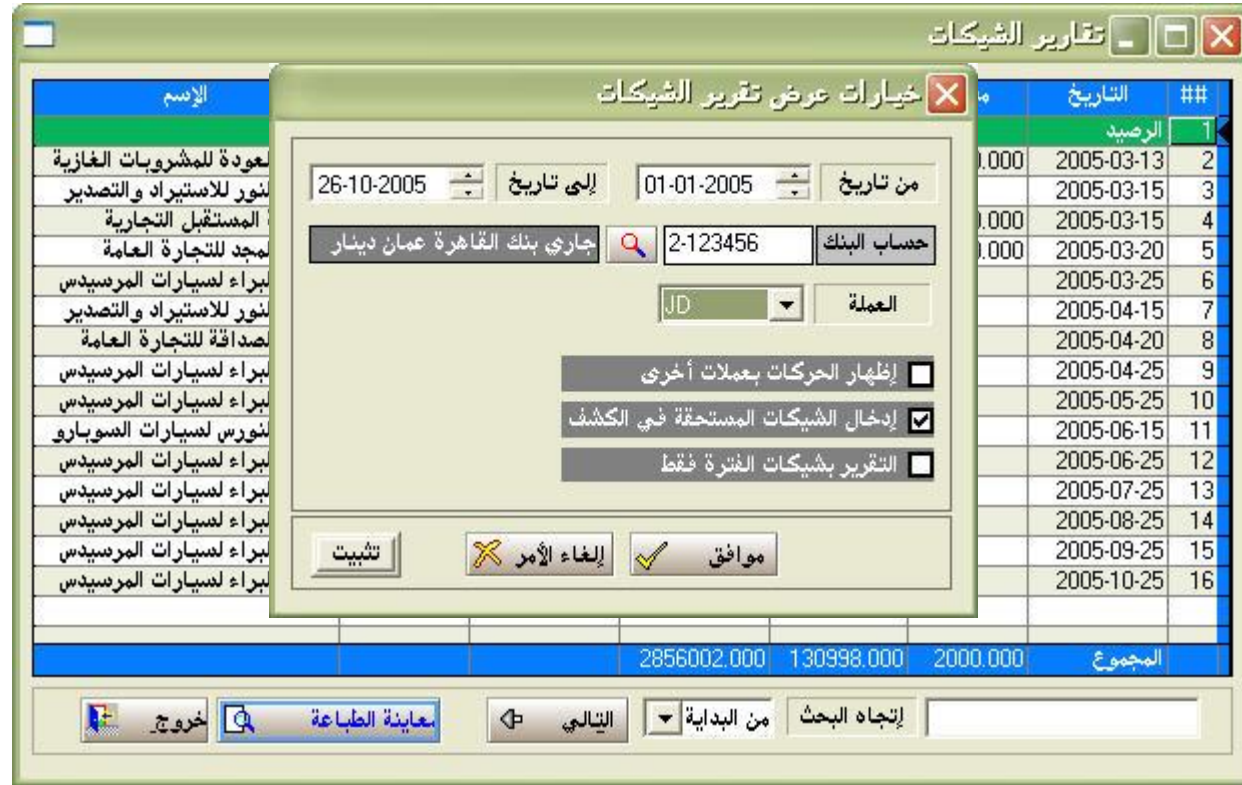 تقارير الشيكات
## التاريخ الإسم
1 الرصيد
2 2005-03-13 للمشروبات الغازية
3 2005-03-15 للاستيراد والتصدير
4 2005-03-15 المستقبل التجارية
5 2005-03-20 للتجارة العامة
6 2005-03-25 لسيارات المرسيدس
7 2005-04-15 للاستيراد والتصدير
8 2005-04-20 للتجارة العامة
9 2005-04-25 لسيارات المرسيدس
10 2005-05-25 لسيارات المرسيدس
11 2005-06-15 لسيارات السوبارو
12 2005-06-25 لسيارات المرسيدس
13 2005-07-25 لسيارات المرسيدس
14 2005-08-25 لسيارات المرسيدس
15 2005-09-25 لسيارات المرسيدس
16 2005-10-25 لسيارات المرسيدس
المجموع 2000.000 130998.000 2856002.000
خيارات عرض تقرير الشيكات
من تاريخ 01-01-2005 إلى تاريخ 26-10-2005
حساب البنك 2-123456 جاري بنك القاهرة عمان دينار
العملة JD
إظهار الحركات بعملات أخرى
إدخال الشيكات المستحقة في الكشف
التقرير بشيكات الفترة فقط
موافق إلغاء الأمر تثبيت
إتجاه البحث من البداية التالي معاينة الطباعة خروج